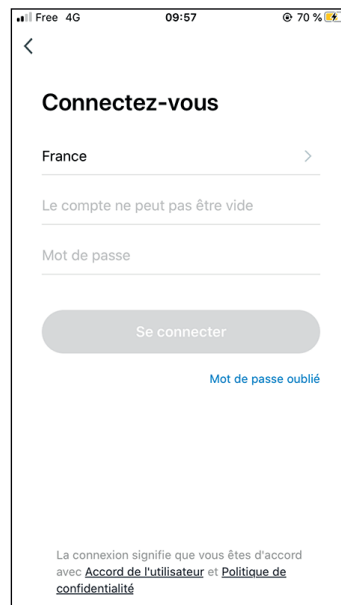 Free 4G 09:57 70 %
Connectez-vous
France
Le compte ne peut pas être vide
Mot de passe
Se connecter
Mot de passe oublié
La connexion signifie que vous êtes d'accord
avec Accord de l'utilisateur et Politique de
confidentialité